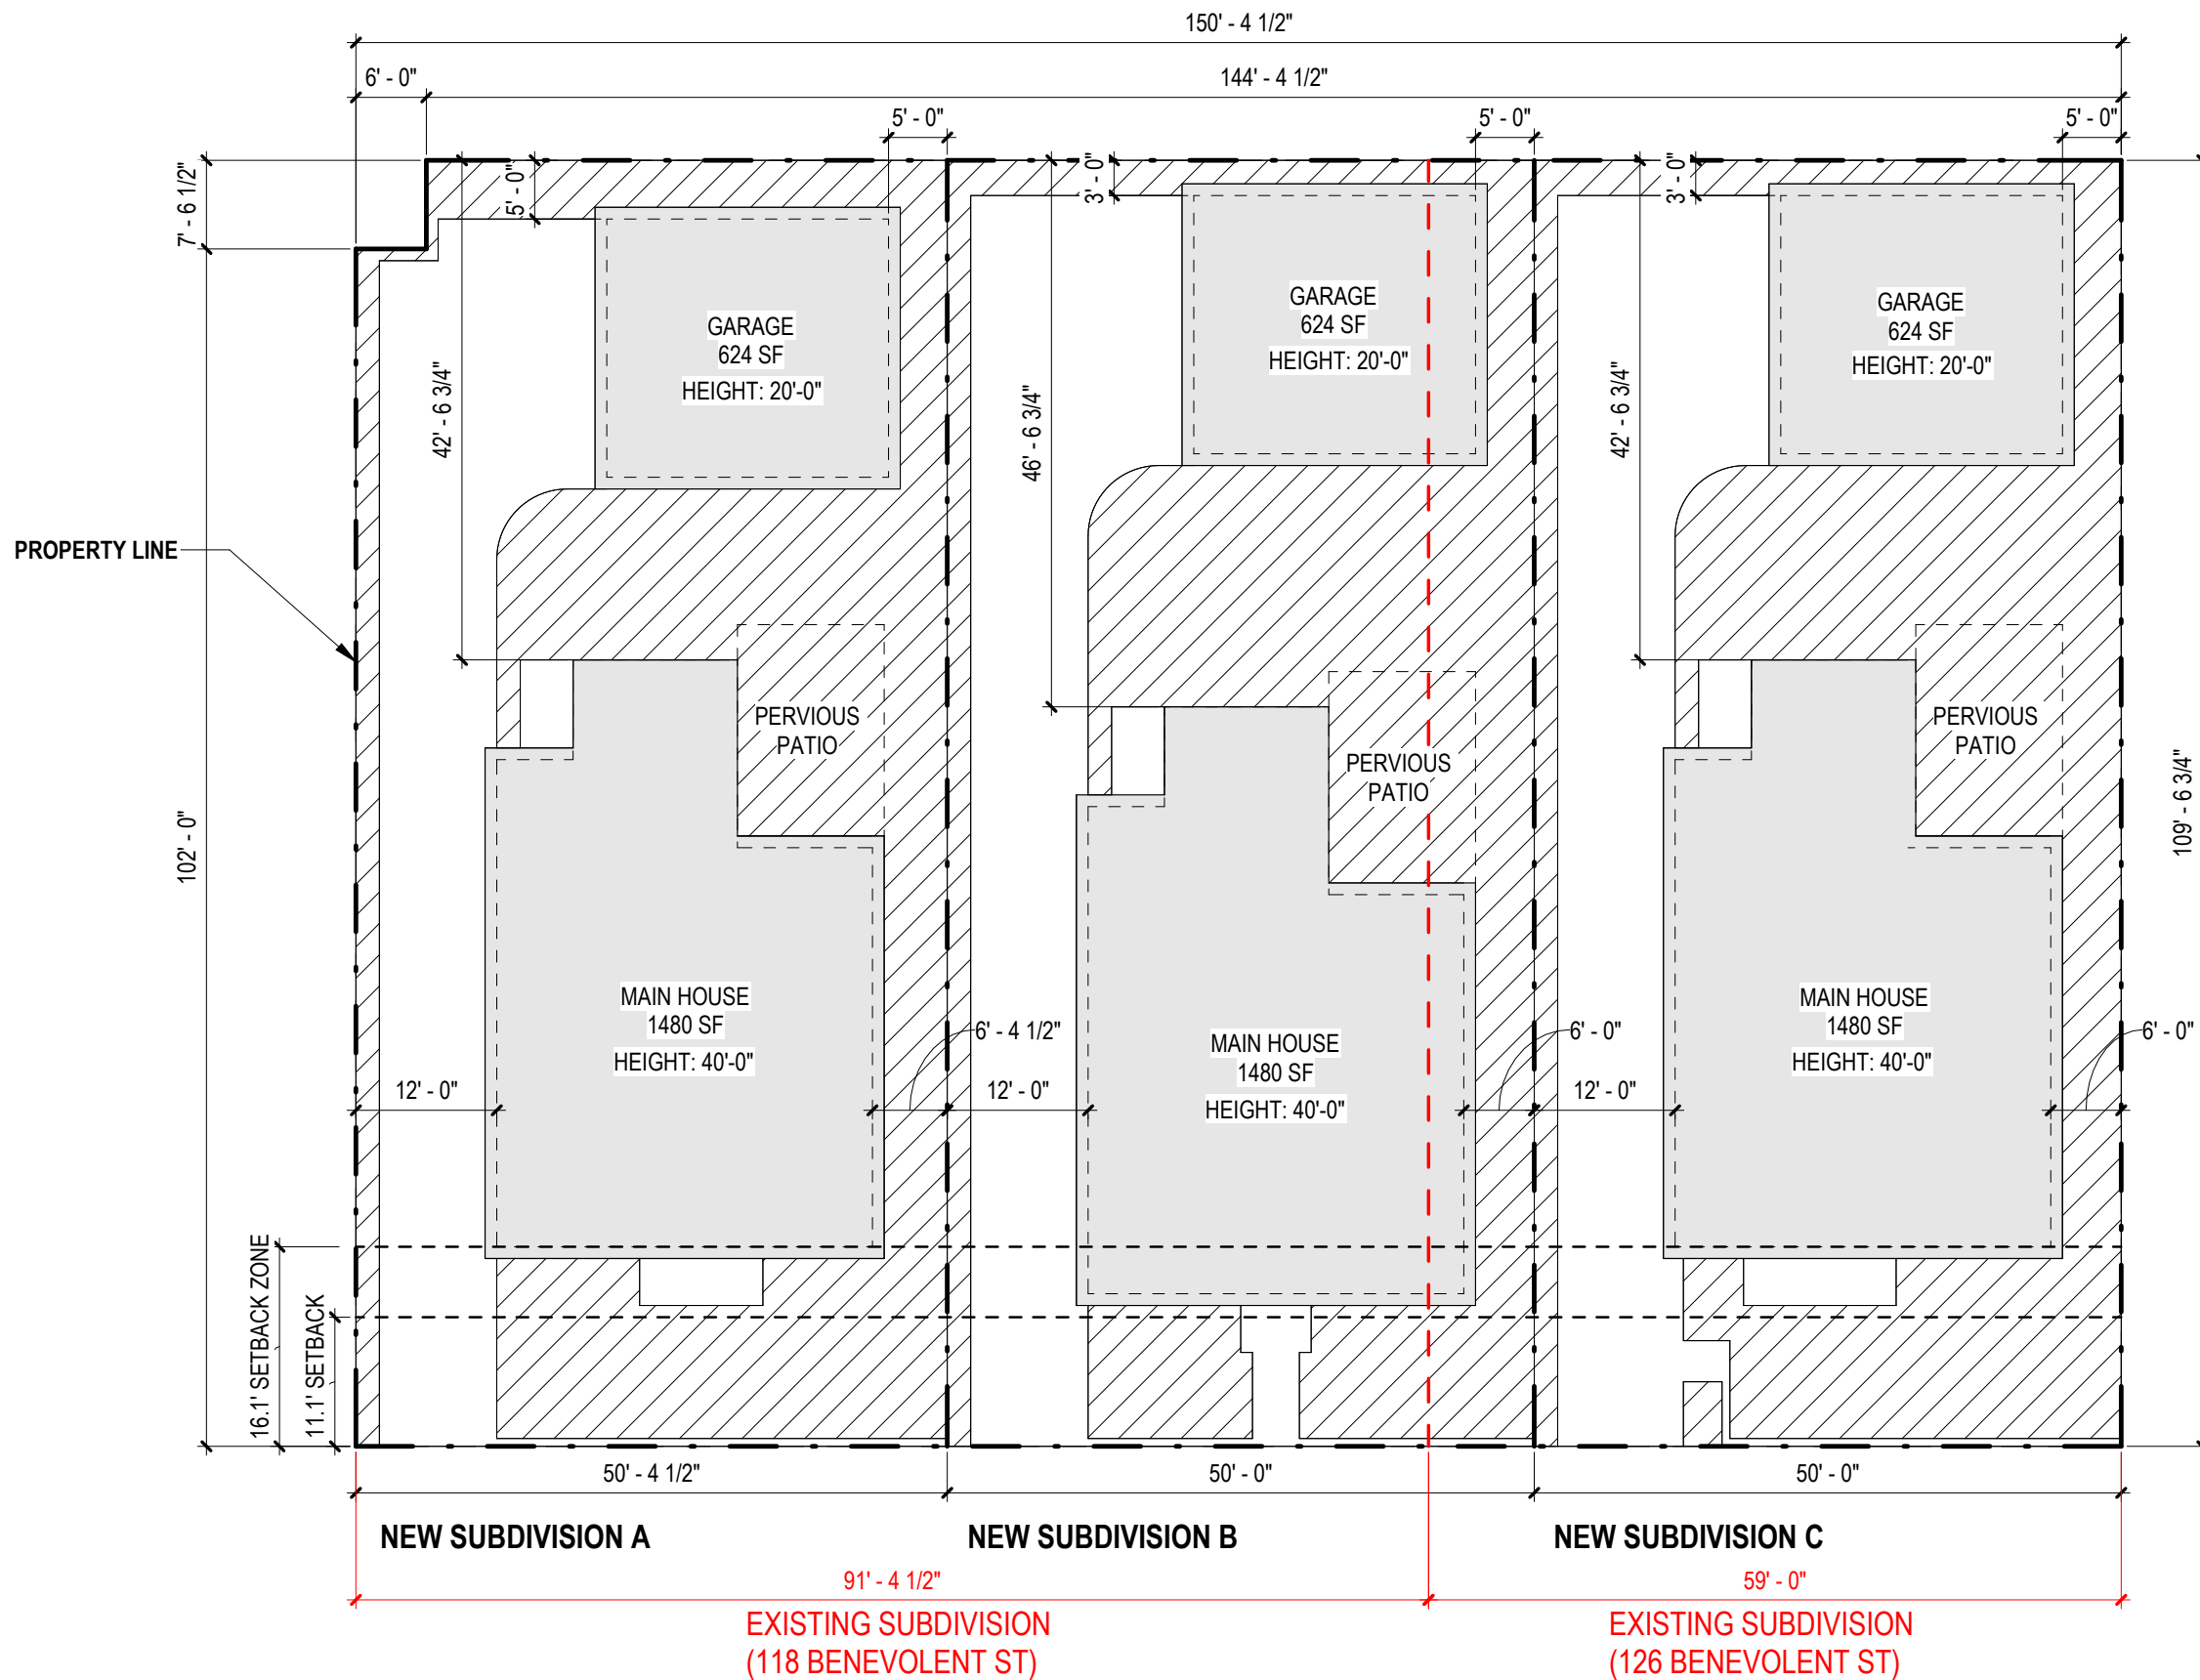 150' - 4 1/2"
6' - 0"
144' - 4 1/2"
5' - 0"
5' - 0"
5' - 0"
7' - 6 1/2"
5' - 0"
3' - 0"
3' - 0"
GARAGE
624 SF
HEIGHT: 20'-0"
GARAGE
624 SF
HEIGHT: 20'-0"
GARAGE
624 SF
HEIGHT: 20'-0"
42' - 6 3/4"
46' - 6 3/4"
42' - 6 3/4"
PROPERTY LINE
PERVIOUS
PATIO
PERVIOUS
PATIO
PERVIOUS
PATIO
102' - 0"
109' - 6 3/4"
MAIN HOUSE
1480 SF
HEIGHT: 40'-0"
MAIN HOUSE
1480 SF
HEIGHT: 40'-0"
MAIN HOUSE
1480 SF
HEIGHT: 40'-0"
6' - 4 1/2"
6' - 0"
6' - 0"
12' - 0"
12' - 0"
12' - 0"
16.1' SETBACK ZONE
11.1' SETBACK
50' - 4 1/2"
50' - 0"
50' - 0"
NEW SUBDIVISION A
NEW SUBDIVISION B
NEW SUBDIVISION C
91' - 4 1/2"
59' - 0"
EXISTING SUBDIVISION
(118 BENEVOLENT ST)
EXISTING SUBDIVISION
(126 BENEVOLENT ST)